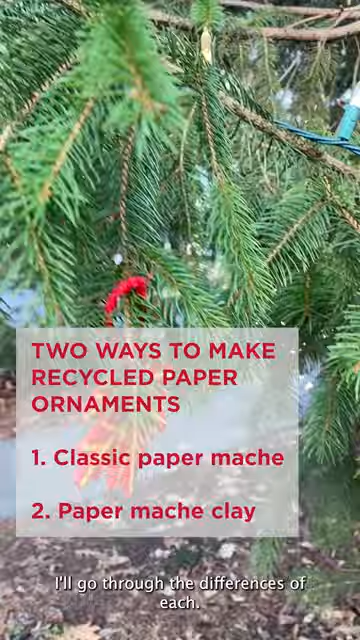 TWO WAYS TO MAKE
RECYCLED PAPER
ORNAMENTS
1. Classic paper mache
2. Paper mache clay
I'll go through the differences of
each.